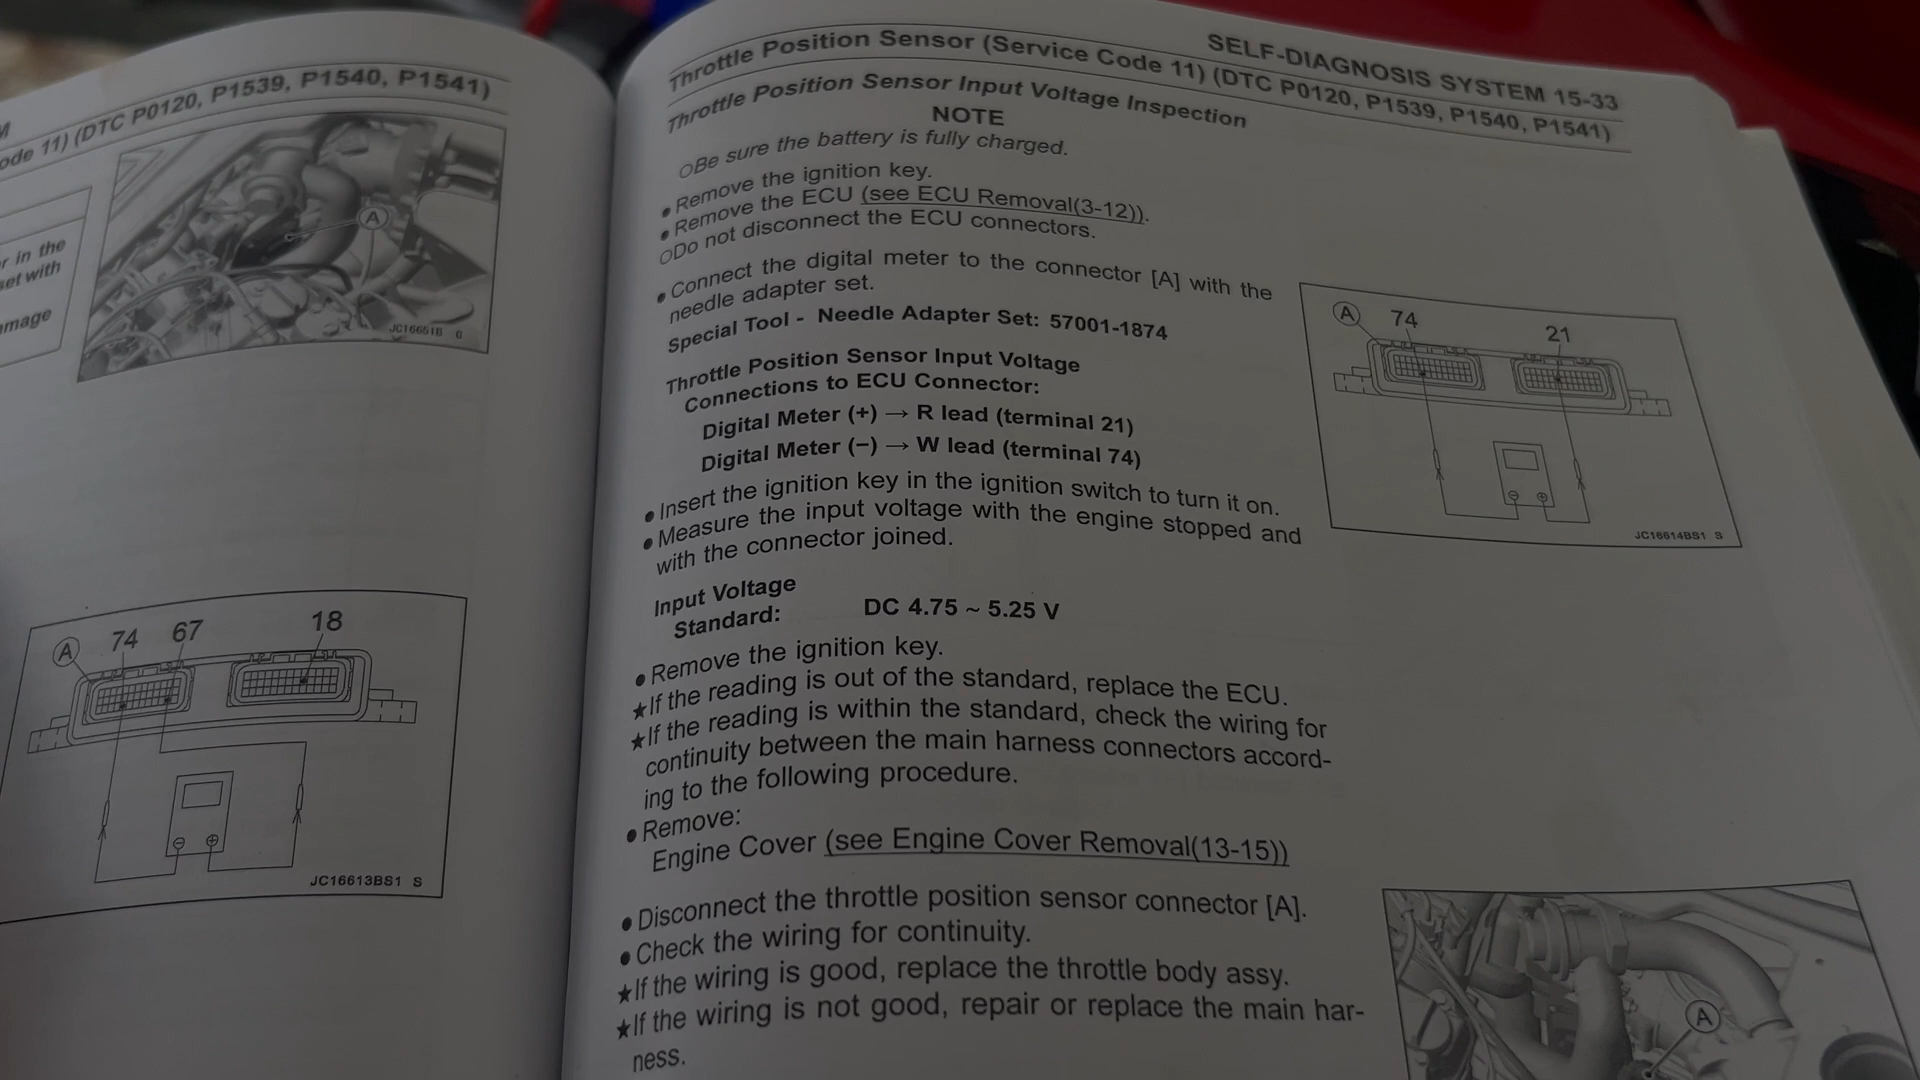 ode 11) (DTC P0120, P1539, P1540, P1541)
r in the
set with
mage
A
JC16651B G
A 74 67 18
JC16613BS1 S
SELF-DIAGNOSIS SYSTEM 15-33
Throttle Position Sensor (Service Code 11) (DTC P0120, P1539, P1540, P1541)
Throttle Position Sensor Input Voltage Inspection
NOTE
○Be sure the battery is fully charged.
•Remove the ignition key.
•Remove the ECU (see ECU Removal(3-12)).
○Do not disconnect the ECU connectors.
•Connect the digital meter to the connector [A] with the
needle adapter set.
Special Tool - Needle Adapter Set: 57001-1874
Throttle Position Sensor Input Voltage
Connections to ECU Connector:
Digital Meter (+) → R lead (terminal 21)
Digital Meter (−) → W lead (terminal 74)
•Insert the ignition key in the ignition switch to turn it on.
•Measure the input voltage with the engine stopped and
with the connector joined.
Input Voltage
Standard: DC 4.75 ~ 5.25 V
•Remove the ignition key.
★If the reading is out of the standard, replace the ECU.
★If the reading is within the standard, check the wiring for
continuity between the main harness connectors accord-
ing to the following procedure.
•Remove:
Engine Cover (see Engine Cover Removal(13-15))
•Disconnect the throttle position sensor connector [A].
•Check the wiring for continuity.
★If the wiring is good, replace the throttle body assy.
★If the wiring is not good, repair or replace the main har-
ness.
A 74 21
JC16614BS1 S
A